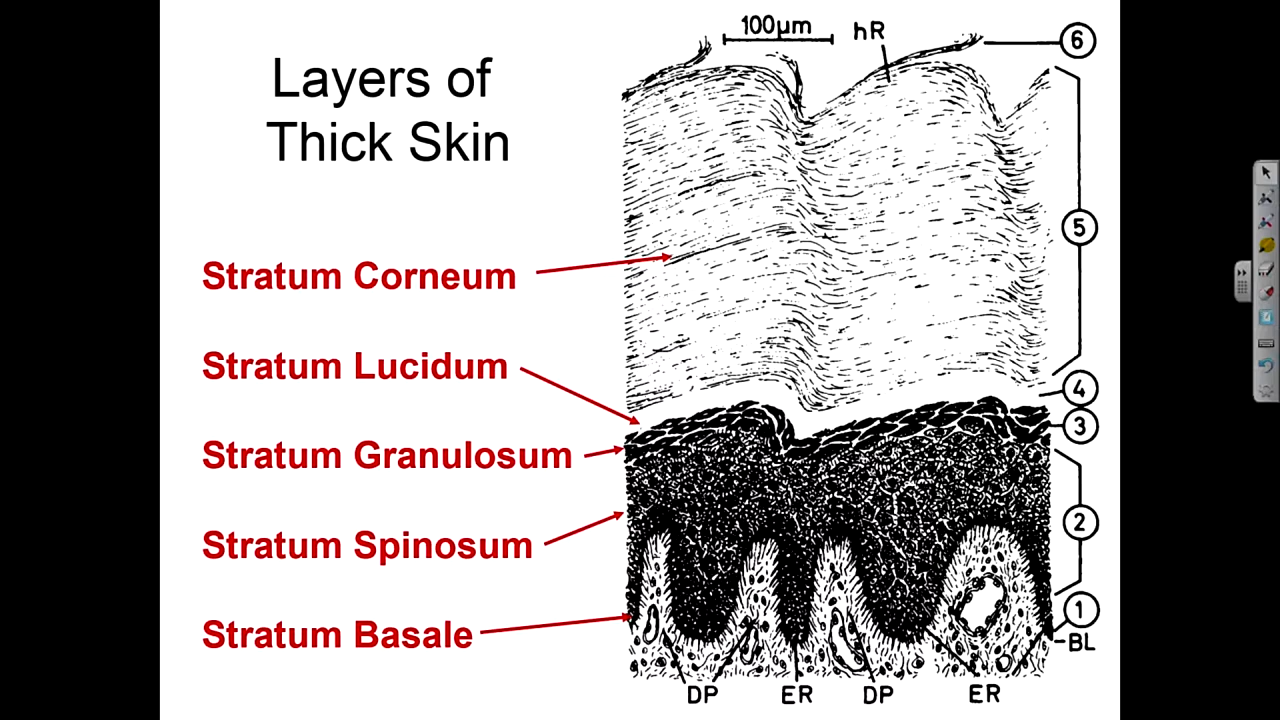 Layers of
Thick Skin
Stratum Corneum
Stratum Lucidum
Stratum Granulosum
Stratum Spinosum
Stratum Basale
100µm
hR
6
5
4
3
2
1
BL
DP
ER
DP
ER